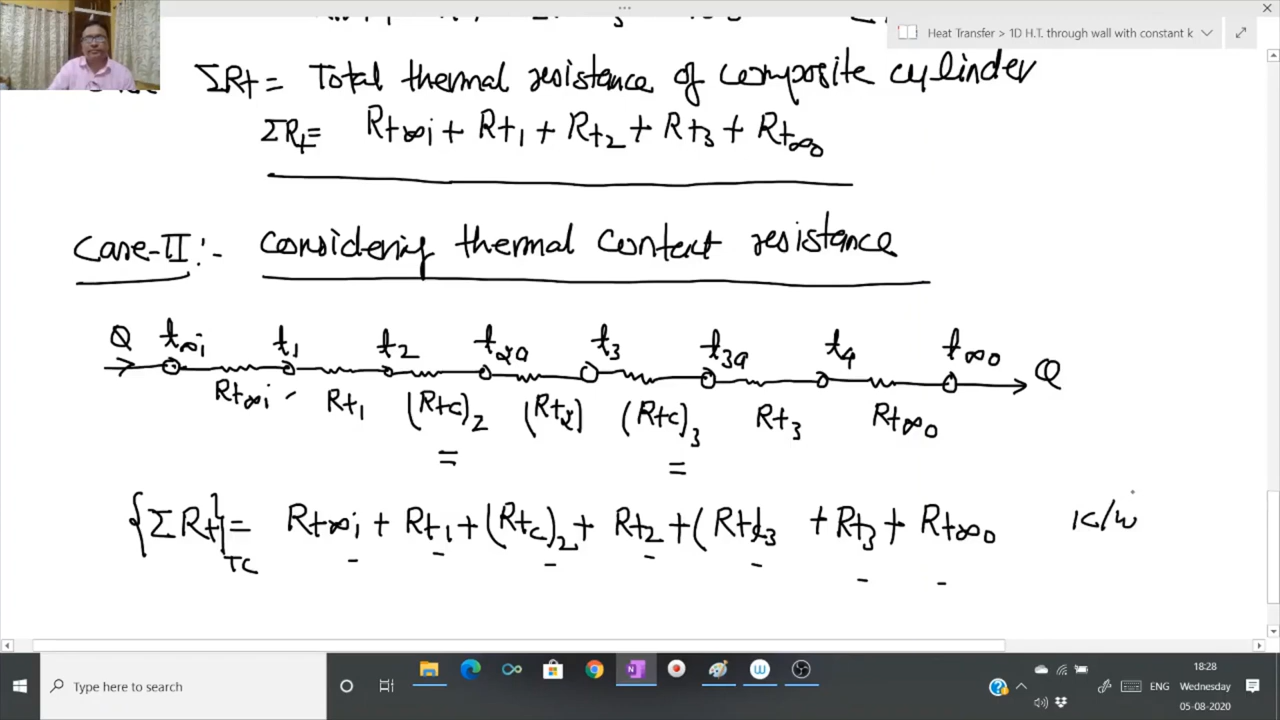 Heat Transfer > 1D H.T. through wall with constant k
ΣRt = Total thermal resistance of composite cylinder
ΣRt = Rt∞i + Rt1 + Rt2 + Rt3 + Rt∞o
Case-II:- Considering thermal contact resistance
Q t∞i t1 t2 t2a t3 t3a t4 t∞o Q
Rt∞i Rt1 (Rtc)2 (Rt2) (Rtc)3 Rt3 Rt∞o
{ΣRt}TC = Rt∞i + Rt1 + (Rtc)2 + Rt2 + (Rtc)3 + Rt3 + Rt∞o K/W
Type here to search
ENG
18:28
Wednesday
05-08-2020